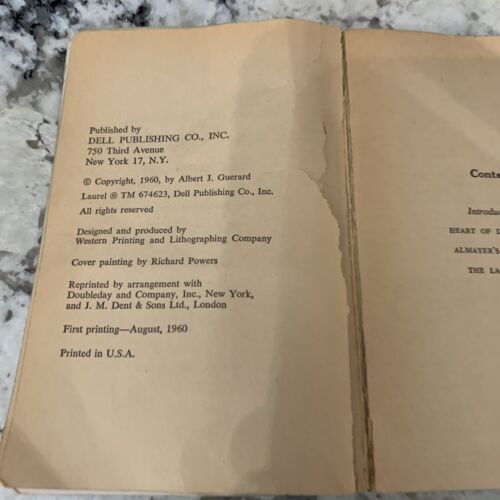 Published by
DELL PUBLISHING CO., INC.
750 Third Avenue
New York 17, N.Y.
© Copyright, 1960, by Albert J. Guerard
Laurel ® TM 674623, Dell Publishing Co., Inc.
All rights reserved
Designed and produced by
Western Printing and Lithographing Company
Cover painting by Richard Powers
Reprinted by arrangement with
Doubleday and Company, Inc., New York,
and J. M. Dent & Sons Ltd., London
First printing—August, 1960
Printed in U.S.A.
Conte
Introduc
HEART OF D
ALMAYER'S
THE LA